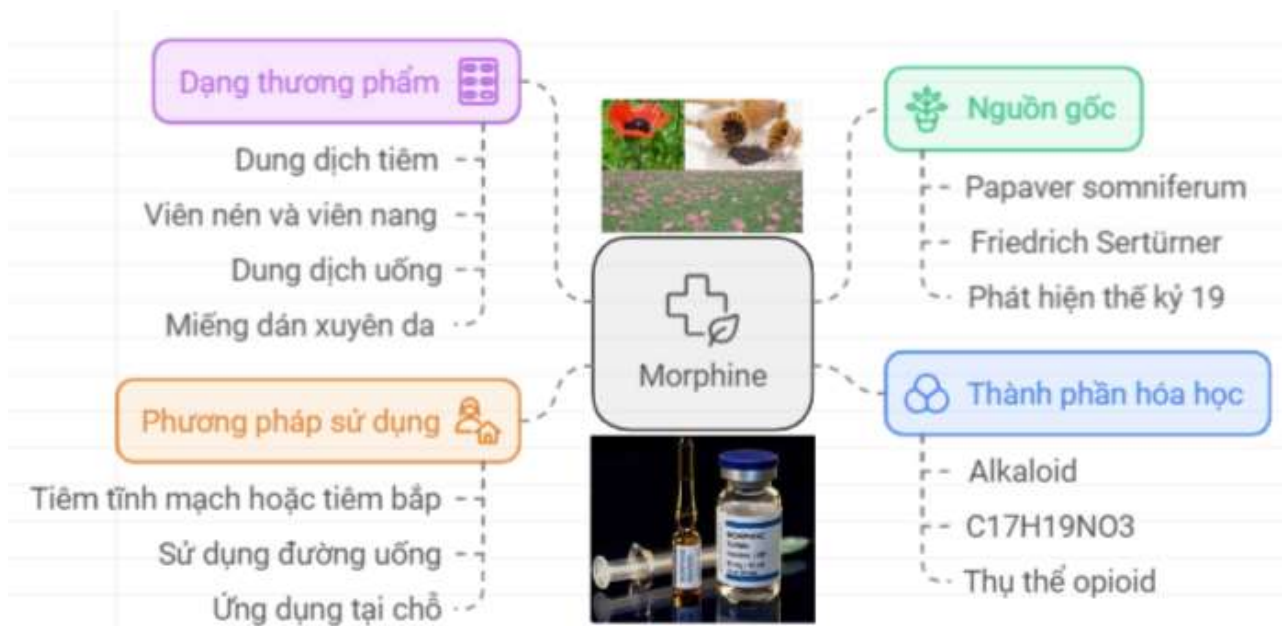 Dạng thương phẩm
Dung dịch tiêm
Viên nén và viên nang
Dung dịch uống
Miếng dán xuyên da
Phương pháp sử dụng
Tiêm tĩnh mạch hoặc tiêm bắp
Sử dụng đường uống
Ứng dụng tại chỗ
Morphine
Nguồn gốc
Papaver somniferum
Friedrich Sertürner
Phát hiện thế kỷ 19
Thành phần hóa học
Alkaloid
C17H19NO3
Thụ thể opioid